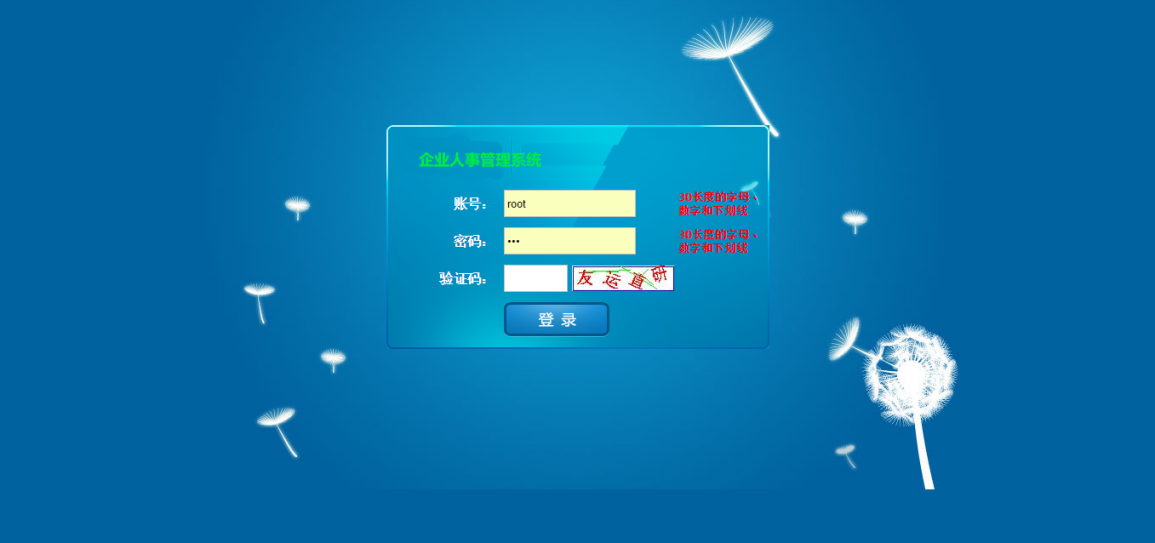 企业人事管理系统
账号： root 30长度的字母、
数字和下划线
密码： ••• 30长度的字母、
数字和下划线
验证码： 友运直研
登 录